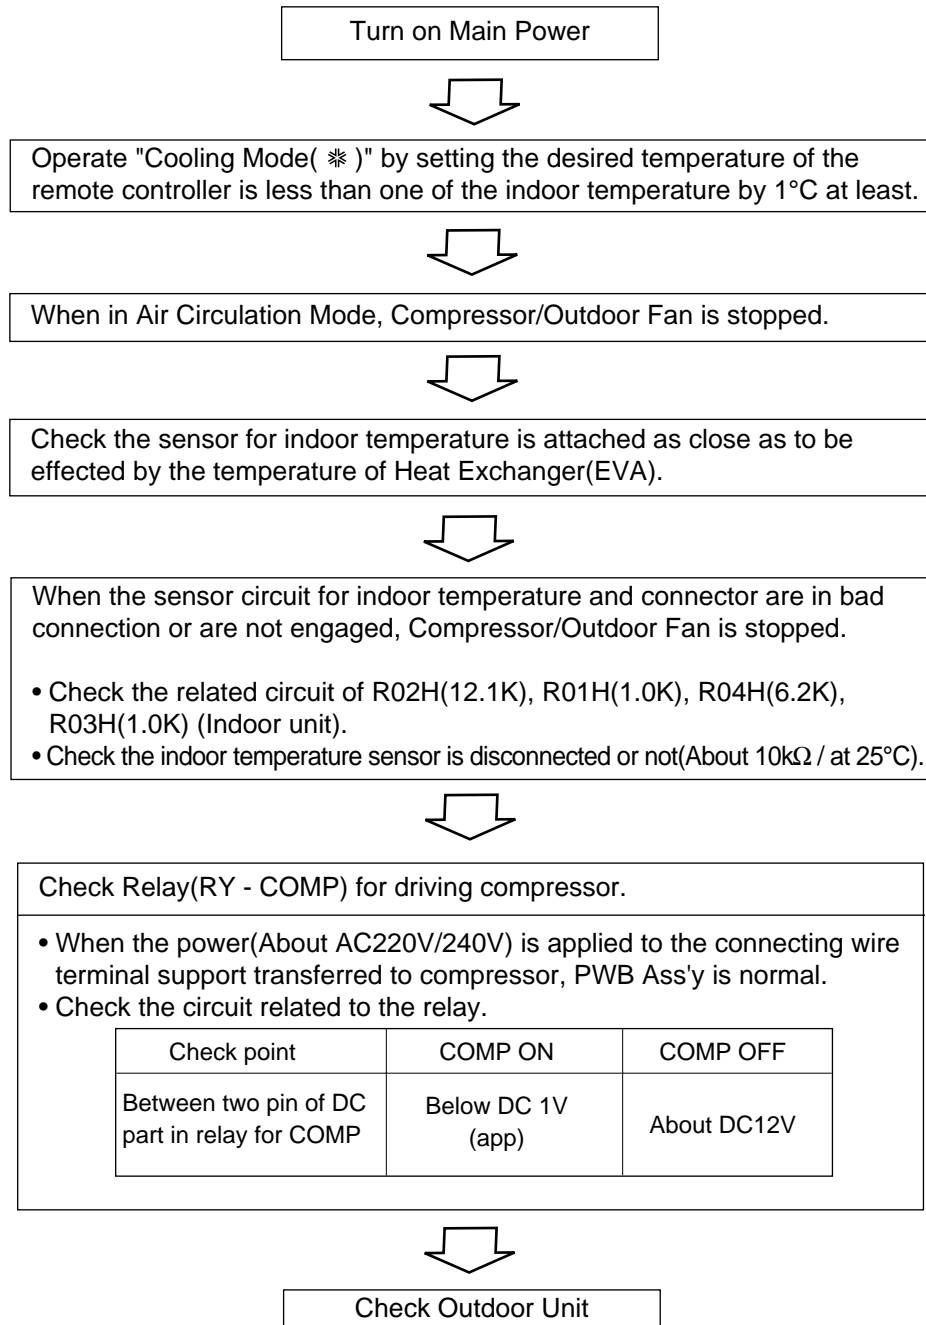 Turn on Main Power
Operate "Cooling Mode( ❋ )" by setting the desired temperature of the
remote controller is less than one of the indoor temperature by 1°C at least.
When in Air Circulation Mode, Compressor/Outdoor Fan is stopped.
Check the sensor for indoor temperature is attached as close as to be
effected by the temperature of Heat Exchanger(EVA).
When the sensor circuit for indoor temperature and connector are in bad
connection or are not engaged, Compressor/Outdoor Fan is stopped.
• Check the related circuit of R02H(12.1K), R01H(1.0K), R04H(6.2K),
R03H(1.0K) (Indoor unit).
• Check the indoor temperature sensor is disconnected or not(About 10kΩ / at 25°C).
Check Relay(RY - COMP) for driving compressor.
• When the power(About AC220V/240V) is applied to the connecting wire
terminal support transferred to compressor, PWB Ass'y is normal.
• Check the circuit related to the relay.
Check point COMP ON COMP OFF
Between two pin of DC
part in relay for COMP
Below DC 1V
(app)
About DC12V
Check Outdoor Unit